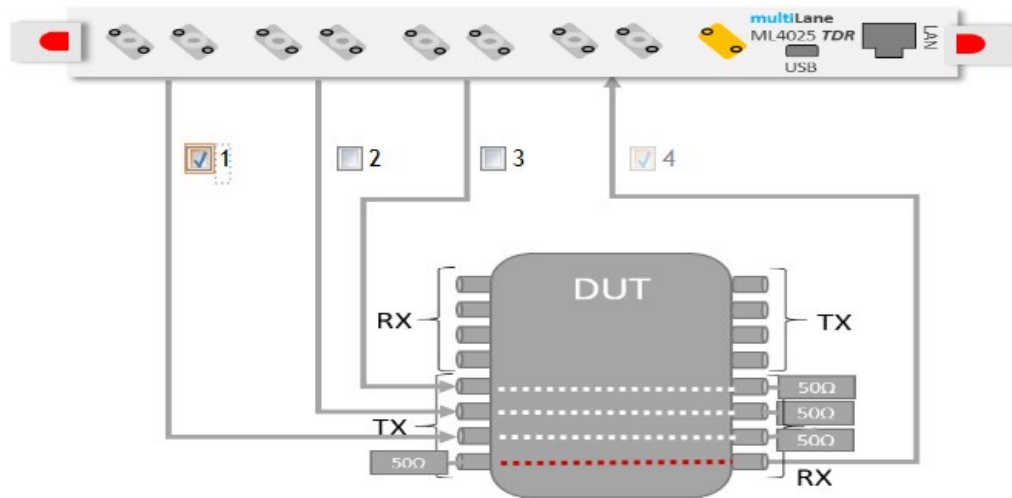 multiLane
ML4025 TDR
USB
LAN
1
2
3
4
DUT
RX
TX
TX
50Ω
50Ω
50Ω
50Ω
RX